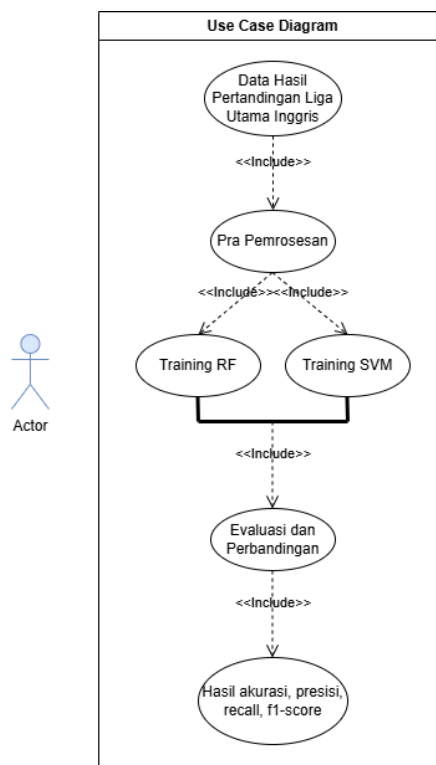 Use Case Diagram
Data Hasil
Pertandingan Liga
Utama Inggris
<<Include>>
Pra Pemrosesan
<<Include>>
<<Include>>
Training RF
Training SVM
Actor
<<Include>>
Evaluasi dan
Perbandingan
<<Include>>
Hasil akurasi, presisi,
recall, f1-score